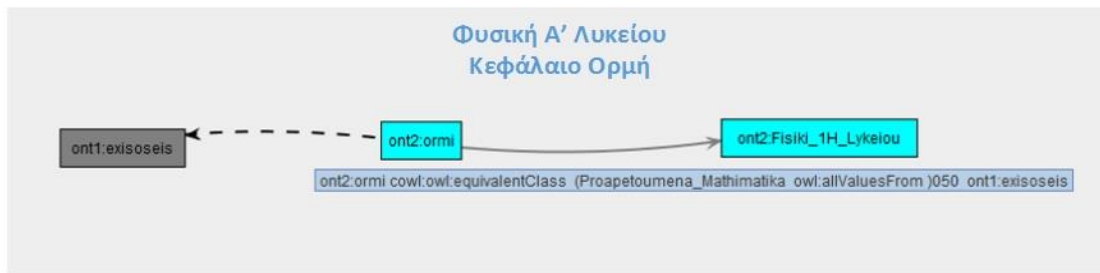 Φυσική Α’ Λυκείου
Κεφάλαιο Ορμή
ont1:exisoseis
ont2:ormi
ont2:Fisiki_1H_Lykeiou
ont2:ormi cowl:owl:equivalentClass (Proapetoumena_Mathimatika owl:allValuesFrom )050 ont1:exisoseis